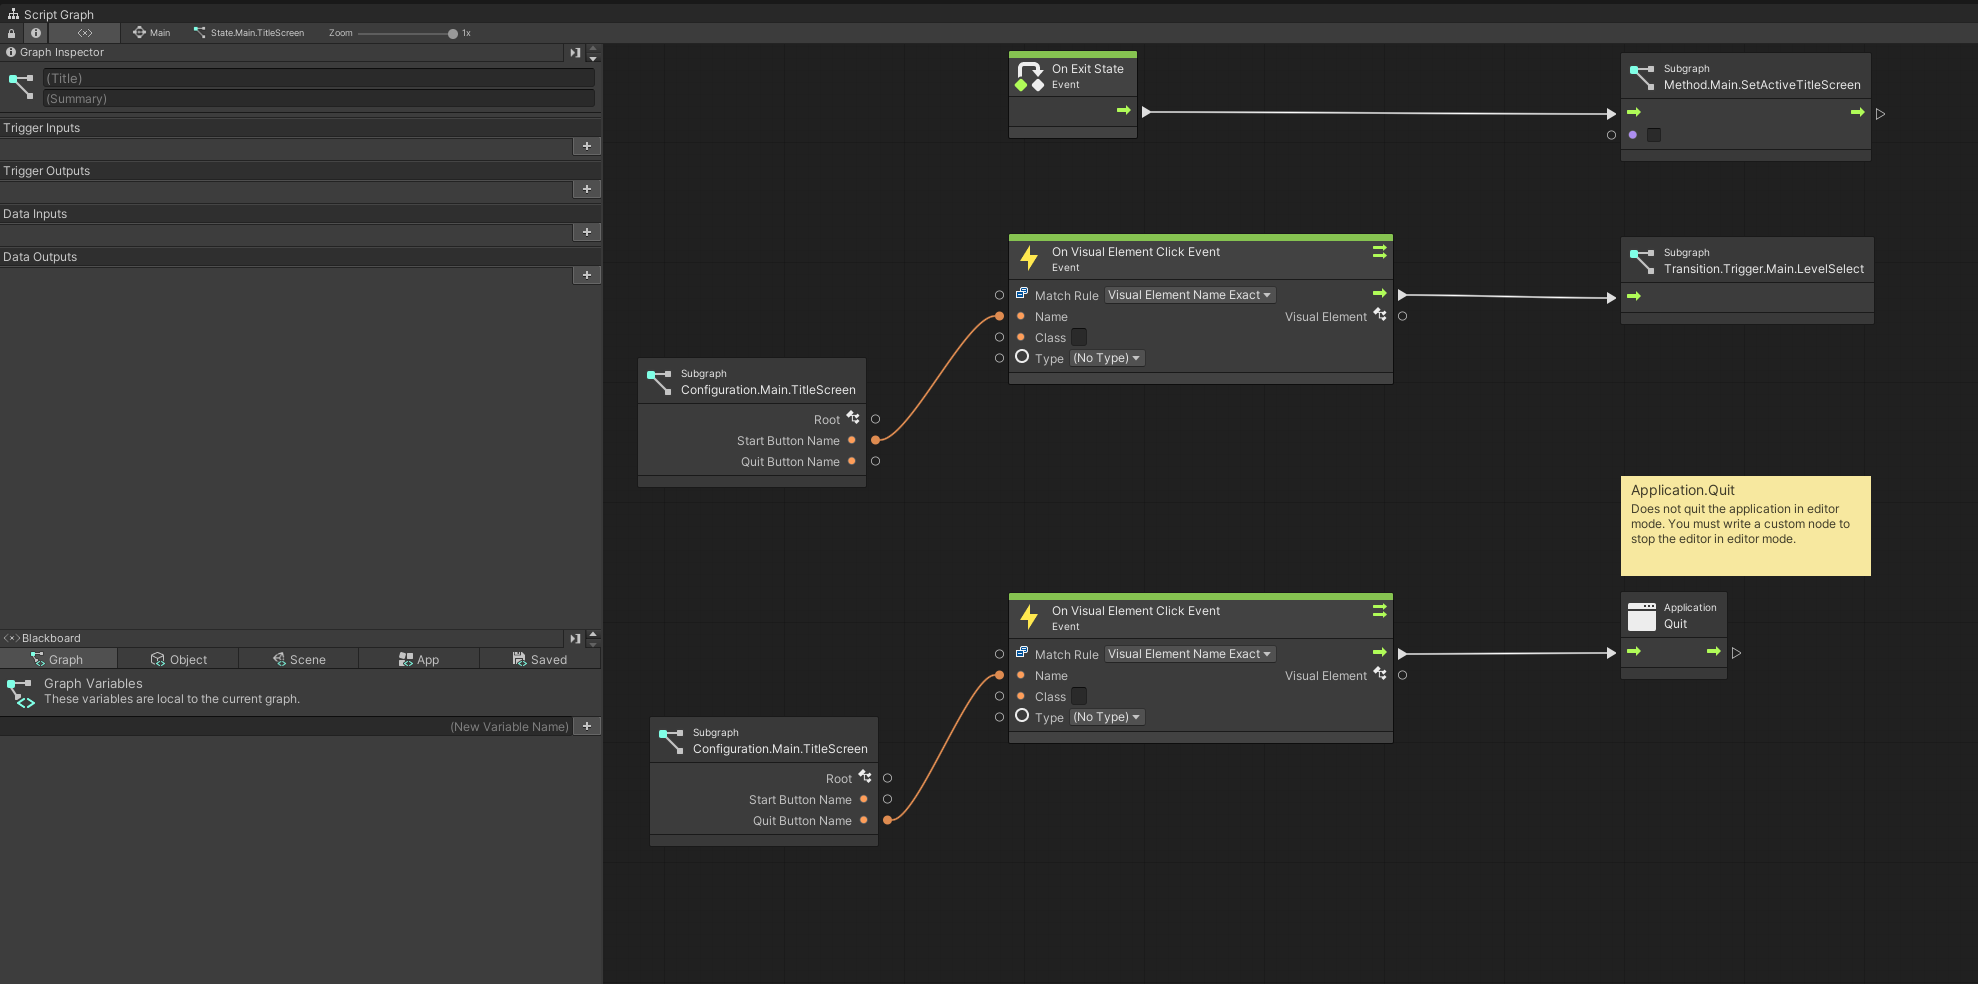 Script Graph
Main
State.Main.TitleScreen
Zoom
1x
Graph Inspector
(Title)
(Summary)
Trigger Inputs
+
Trigger Outputs
+
Data Inputs
+
Data Outputs
+
Blackboard
Graph
Object
Scene
App
Saved
Graph Variables
These variables are local to the current graph.
(New Variable Name)
+
On Exit State
Event
Subgraph
Method.Main.SetActiveTitleScreen
On Visual Element Click Event
Event
Match Rule
Visual Element Name Exact
Name
Visual Element
Class
Type
(No Type)
Subgraph
Transition.Trigger.Main.LevelSelect
Subgraph
Configuration.Main.TitleScreen
Root
Start Button Name
Quit Button Name
Application.Quit
Does not quit the application in editor
mode. You must write a custom node to
stop the editor in editor mode.
On Visual Element Click Event
Event
Match Rule
Visual Element Name Exact
Name
Visual Element
Class
Type
(No Type)
Application
Quit
Subgraph
Configuration.Main.TitleScreen
Root
Start Button Name
Quit Button Name